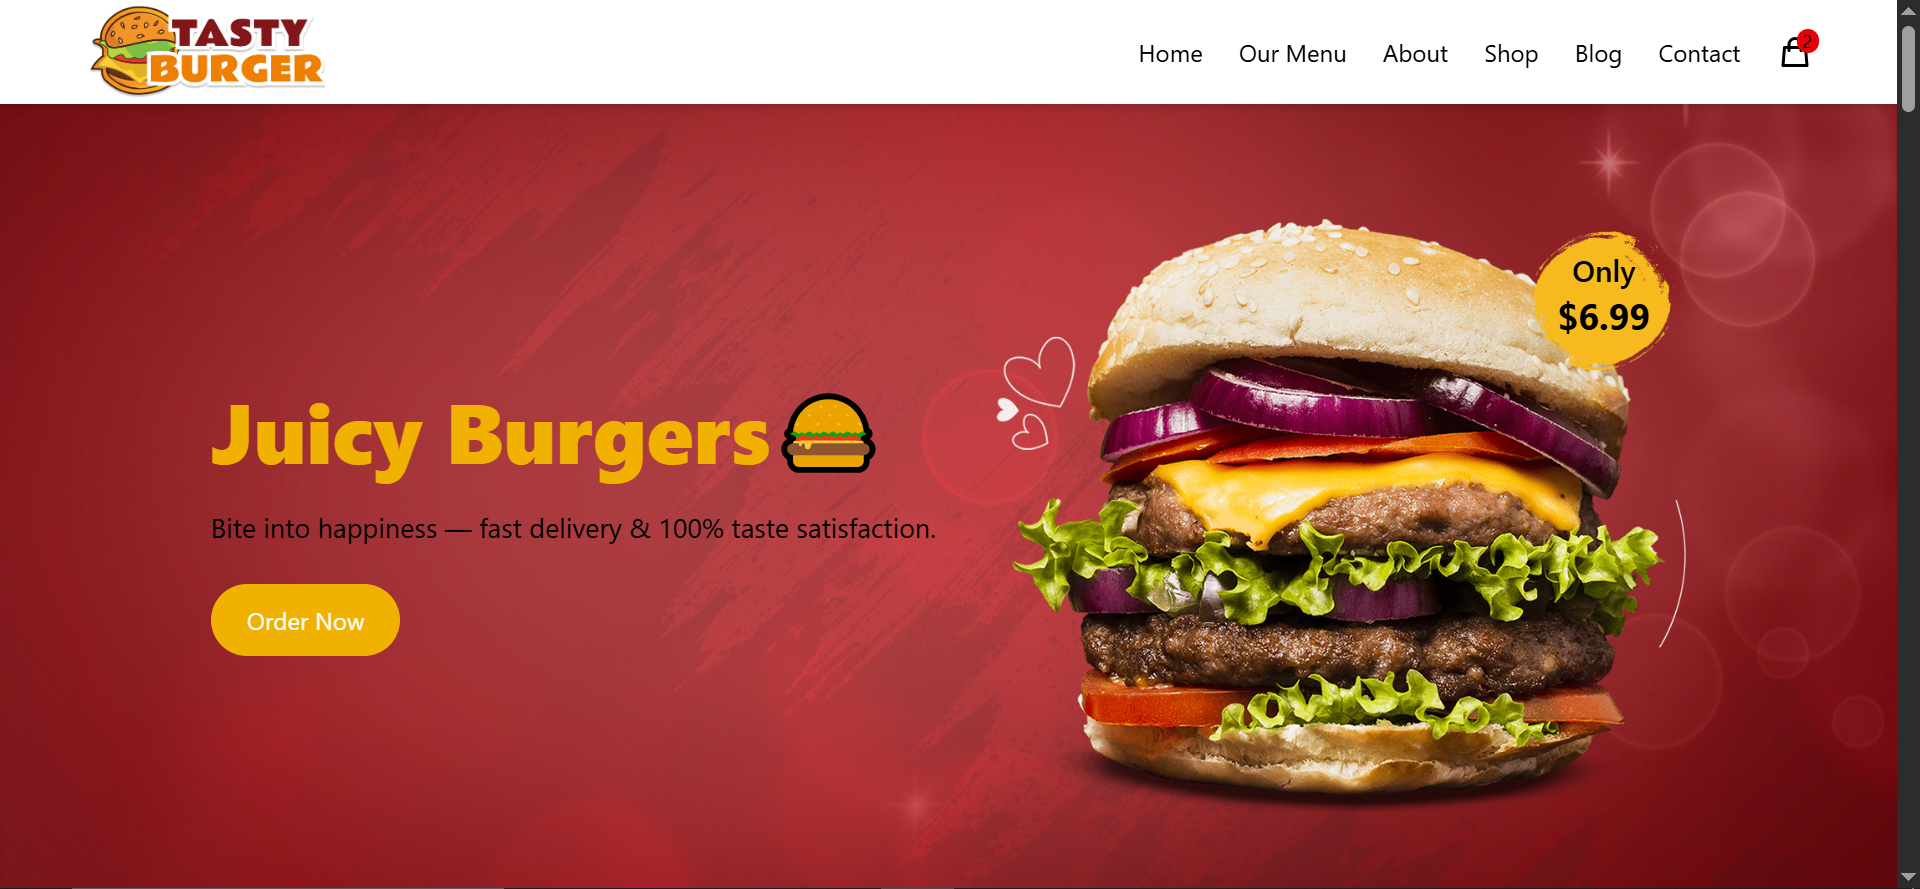 TASTY
BURGER
Home
Our Menu
About
Shop
Blog
Contact
2
Only
$6.99
Juicy Burgers
Bite into happiness — fast delivery & 100% taste satisfaction.
Order Now